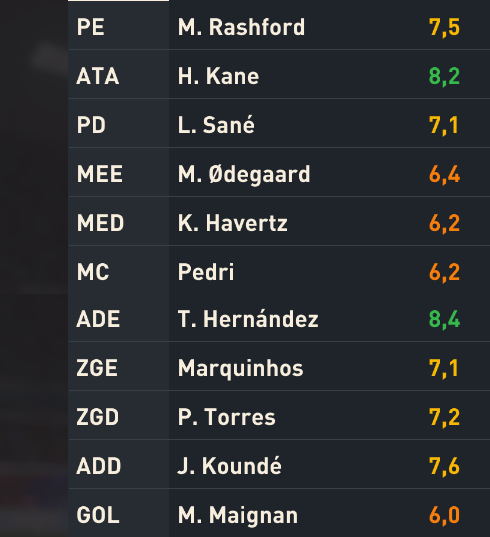 PE M. Rashford 7,5
ATA H. Kane 8,2
PD L. Sané 7,1
MEE M. Ødegaard 6,4
MED K. Havertz 6,2
MC Pedri 6,2
ADE T. Hernández 8,4
ZGE Marquinhos 7,1
ZGD P. Torres 7,2
ADD J. Koundé 7,6
GOL M. Maignan 6,0